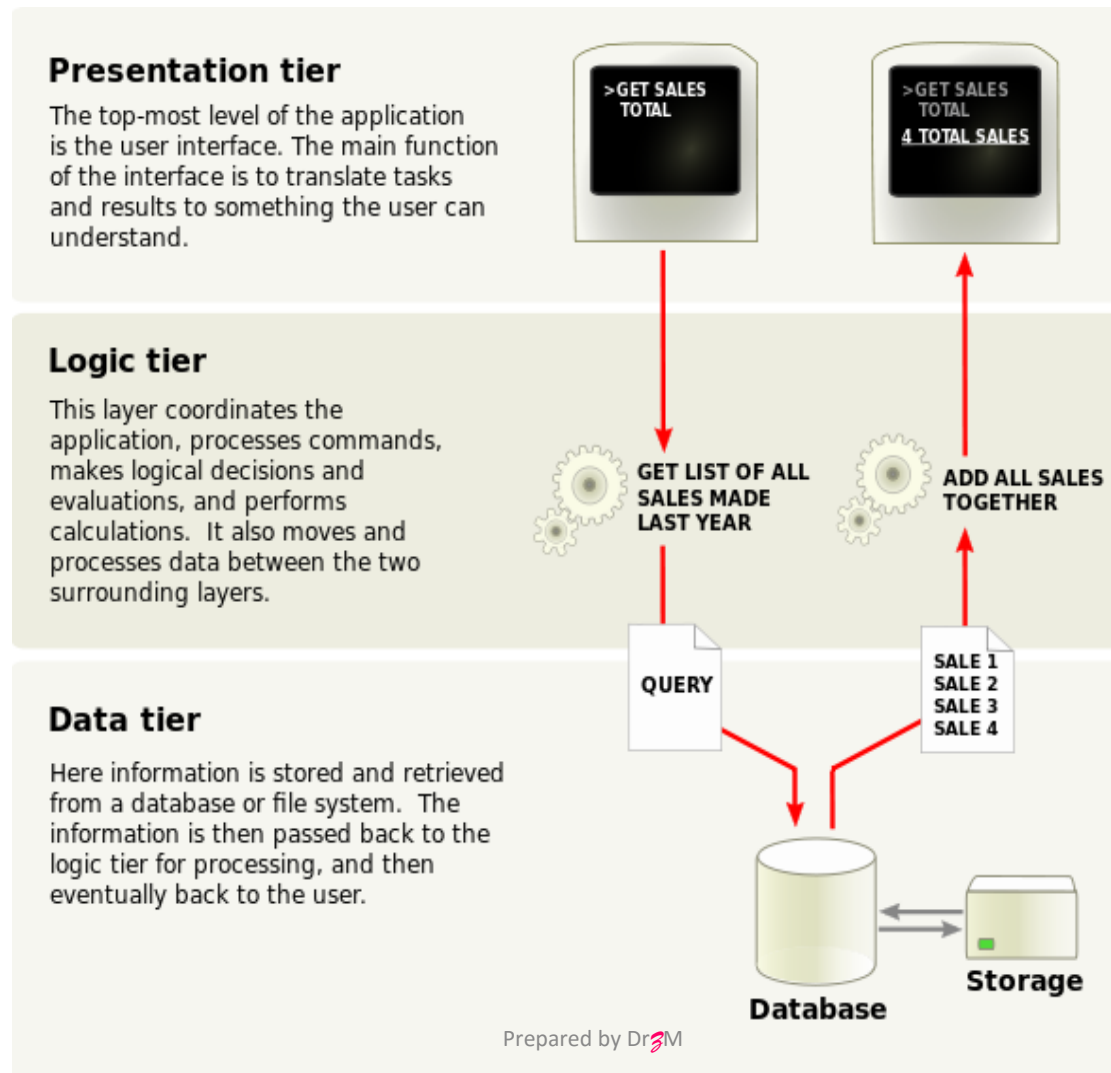 Presentation tier
The top-most level of the application
is the user interface. The main function
of the interface is to translate tasks
and results to something the user can
understand.
>GET SALES
TOTAL
>GET SALES
TOTAL
4 TOTAL SALES
Logic tier
This layer coordinates the
application, processes commands,
makes logical decisions and
evaluations, and performs
calculations.  It also moves and
processes data between the two
surrounding layers.
GET LIST OF ALL
SALES MADE
LAST YEAR
ADD ALL SALES
TOGETHER
QUERY
SALE 1
SALE 2
SALE 3
SALE 4
Data tier
Here information is stored and retrieved
from a database or file system.  The
information is then passed back to the
logic tier for processing, and then
eventually back to the user.
Database
Storage
Prepared by Dr3M